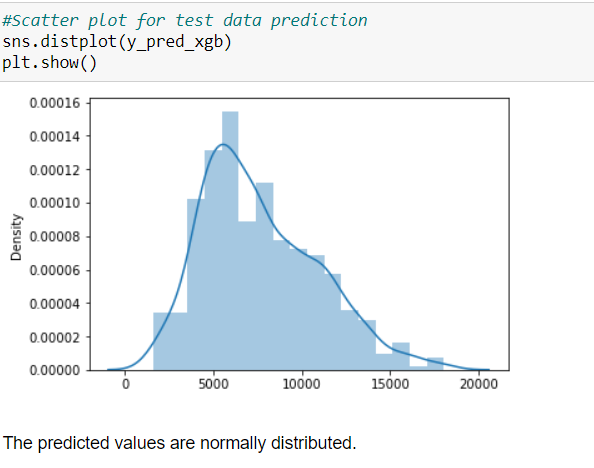 #Scatter plot for test data prediction
sns.distplot(y_pred_xgb)
plt.show()
0.00016
0.00014
0.00012
0.00010
0.00008
0.00006
0.00004
0.00002
0.00000
Density
0 5000 10000 15000 20000
The predicted values are normally distributed.